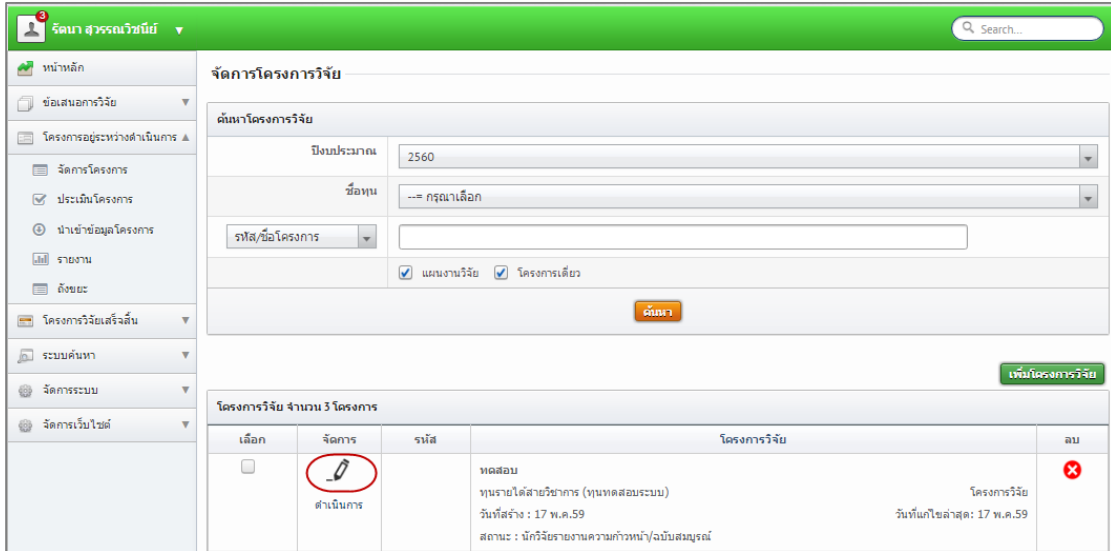 3
รัตนา สุวรรณวิชนีย์ ▼
Search...
หน้าหลัก
ข้อเสนอการวิจัย
โครงการอยู่ระหว่างดำเนินการ
จัดการโครงการ
ประเมินโครงการ
นำเข้าข้อมูลโครงการ
รายงาน
ถังขยะ
โครงการวิจัยเสร็จสิ้น
ระบบค้นหา
จัดการระบบ
จัดการเว็บไซต์
จัดการโครงการวิจัย
ค้นหาโครงการวิจัย
ปีงบประมาณ 2560
ชื่อทุน --= กรุณาเลือก
รหัส/ชื่อโครงการ
แผนงานวิจัย โครงการเดี่ยว
ค้นหา
เพิ่มโครงการวิจัย
โครงการวิจัย จำนวน 3 โครงการ
เลือก จัดการ รหัส โครงการวิจัย ลบ
ดำเนินการ
ทดสอบ
ทุนรายได้สายวิชาการ (ทุนทดสอบระบบ) โครงการวิจัย
วันที่สร้าง : 17 พ.ค.59 วันที่แก้ไขล่าสุด: 17 พ.ค.59
สถานะ : นักวิจัยรายงานความก้าวหน้า/ฉบับสมบูรณ์